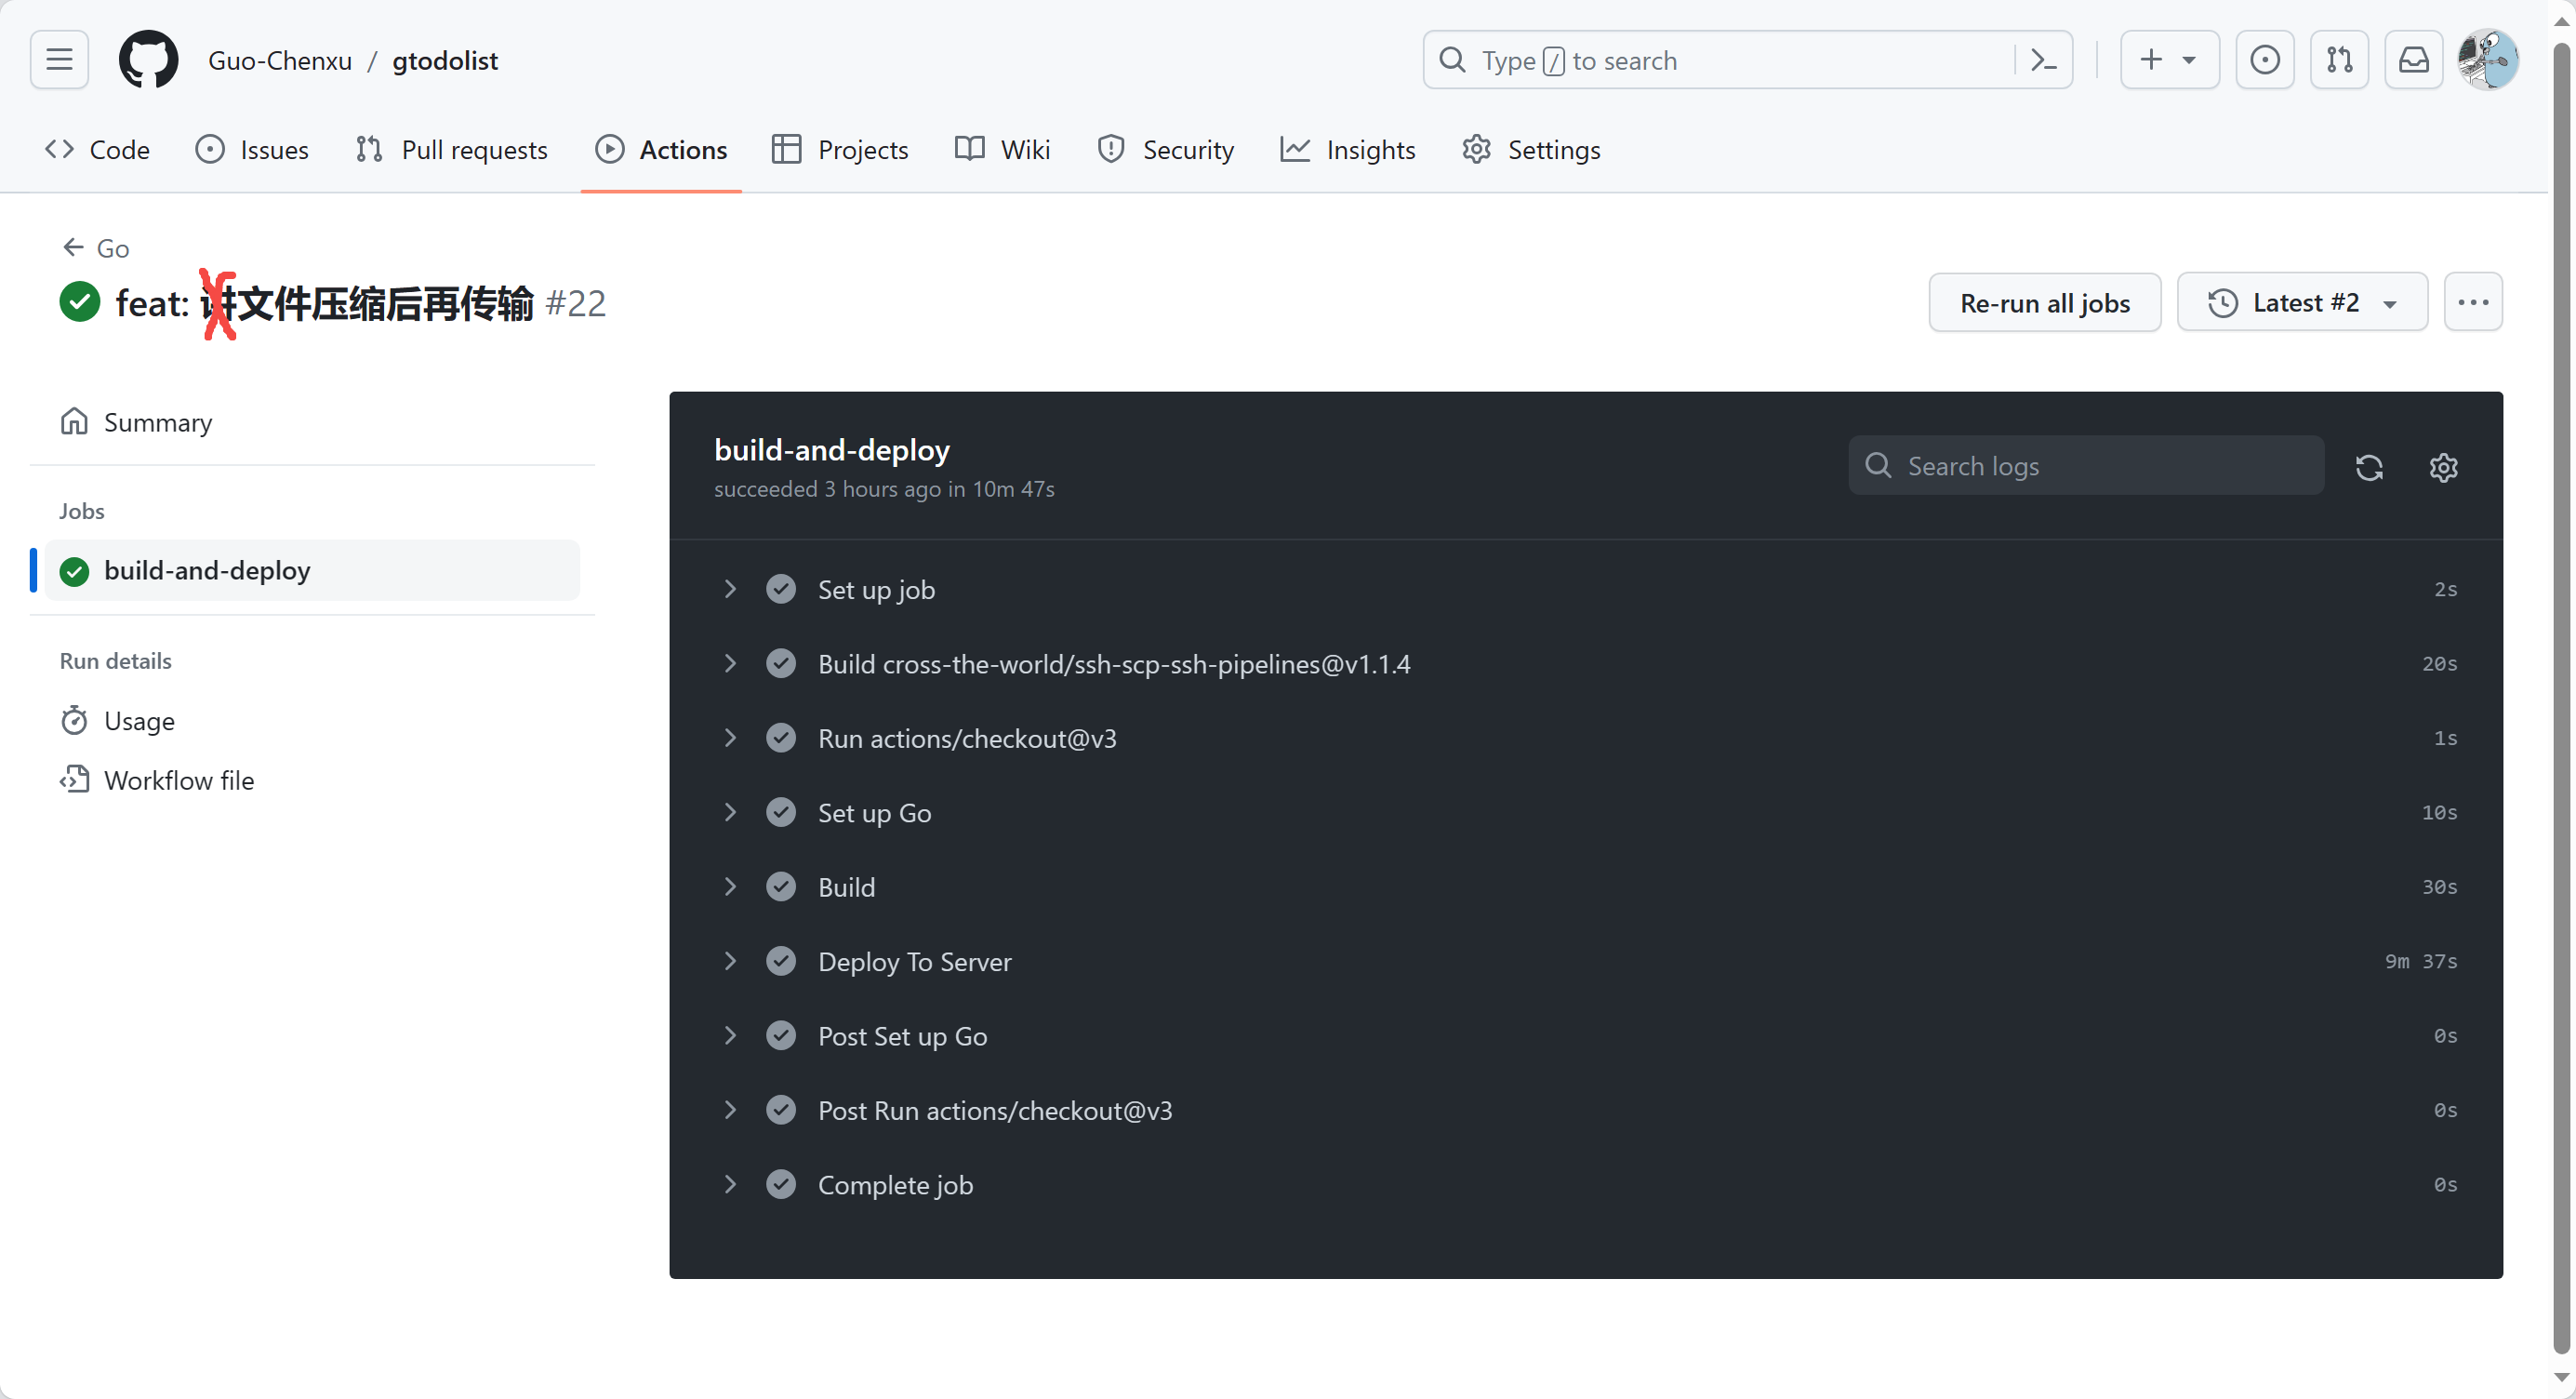 Guo-Chenxu / gtodolist
Type / to search
Code Issues Pull requests Actions Projects Wiki Security Insights Settings
Go
feat: 讲文件压缩后再传输 #22
Re-run all jobs
Latest #2
Summary
Jobs
build-and-deploy
Run details
Usage
Workflow file
build-and-deploy
succeeded 3 hours ago in 10m 47s
Search logs
Set up job 2s
Build cross-the-world/ssh-scp-ssh-pipelines@v1.1.4 20s
Run actions/checkout@v3 1s
Set up Go 10s
Build 30s
Deploy To Server 9m 37s
Post Set up Go 0s
Post Run actions/checkout@v3 0s
Complete job 0s